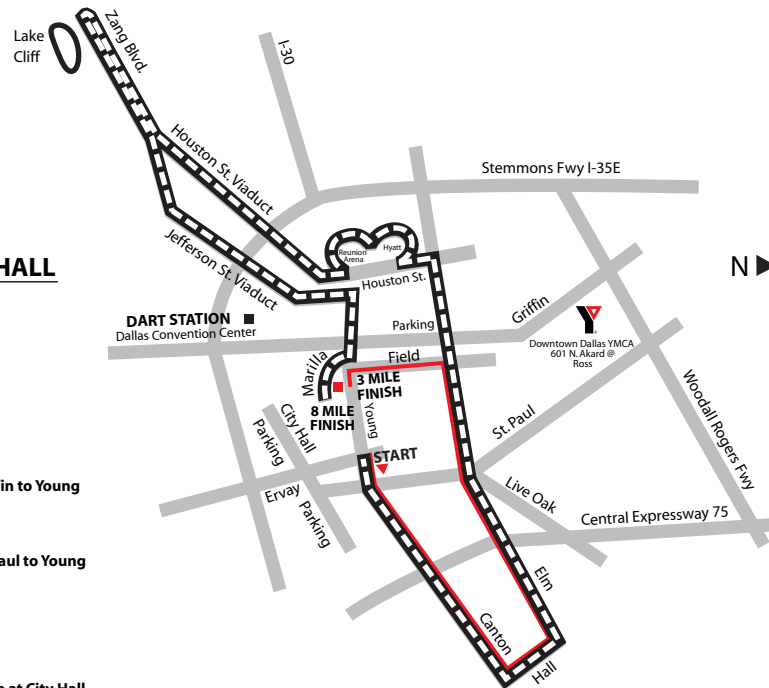 Lake
Cliff
Zang Blvd.
I-30
Houston St. Viaduct
Stemmons Fwy I-35E
Jefferson St. Viaduct
Reunion
Arena
Hyatt
HALL
Houston St.
N
DART STATION
Dallas Convention Center
Parking
Griffin
Y
Downtown Dallas YMCA
601 N. Akard @
Ross
Marilla
Field
3 MILE
FINISH
8 MILE
FINISH
Young
City Hall
Parking
START
St. Paul
Woodall Rogers Fwy
in to Young
Ervay
Parking
Live Oak
Central Expressway 75
aul to Young
Elm
Canton
Hall
e at City Hall